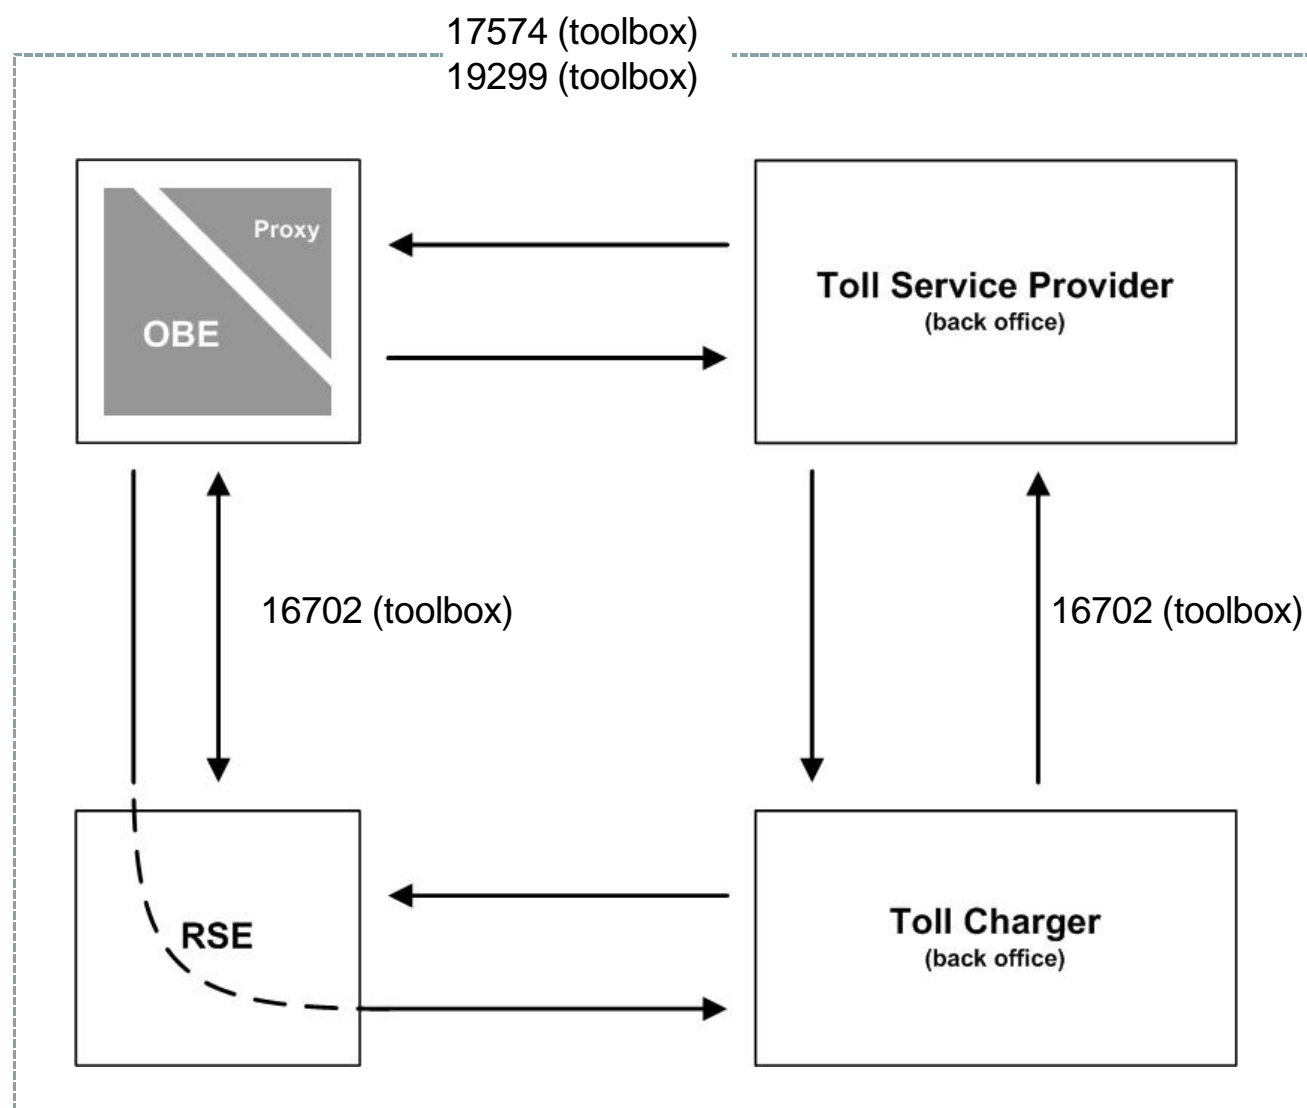 17574 (toolbox)
19299 (toolbox)
Proxy
OBE
Toll Service Provider
(back office)
16702 (toolbox)
16702 (toolbox)
RSE
Toll Charger
(back office)